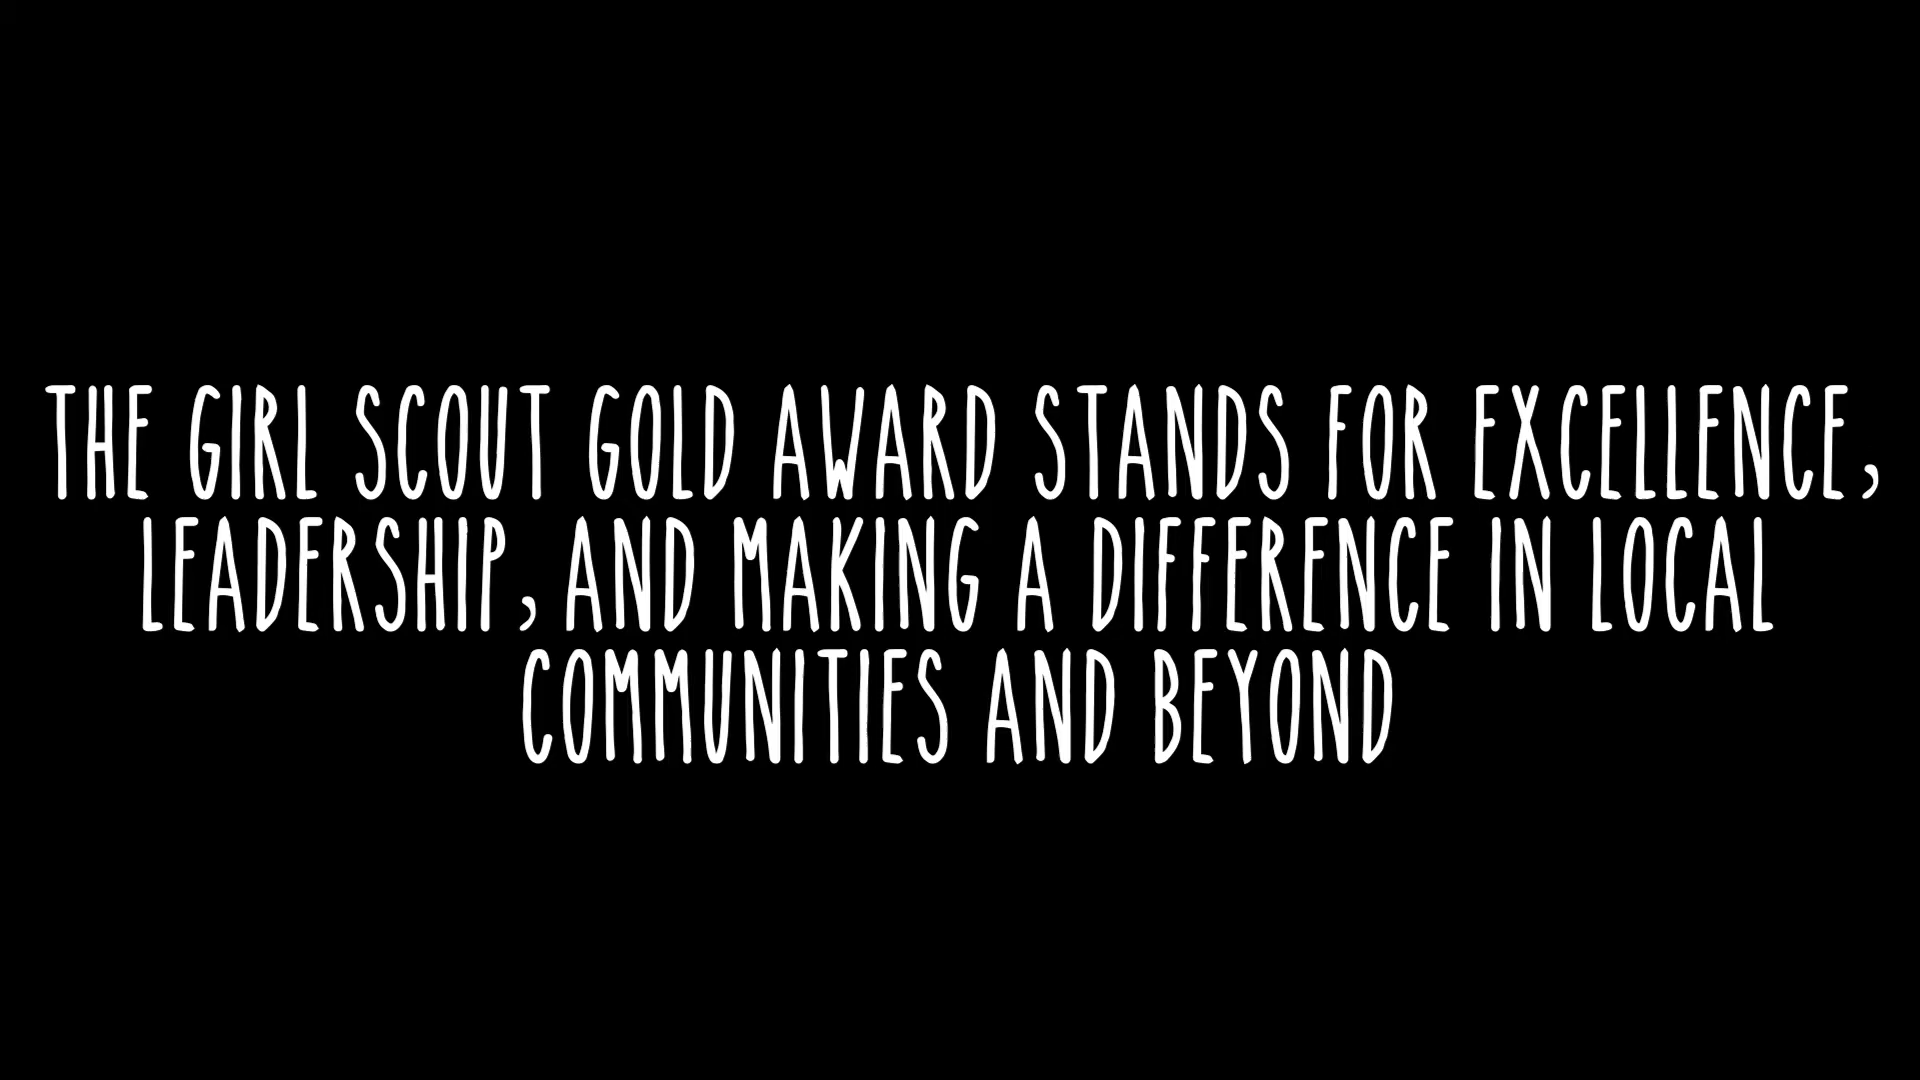 THE GIRL SCOUT GOLD AWARD STANDS FOR EXCELLENCE,
LEADERSHIP, AND MAKING A DIFFERENCE IN LOCAL
COMMUNITIES AND BEYOND